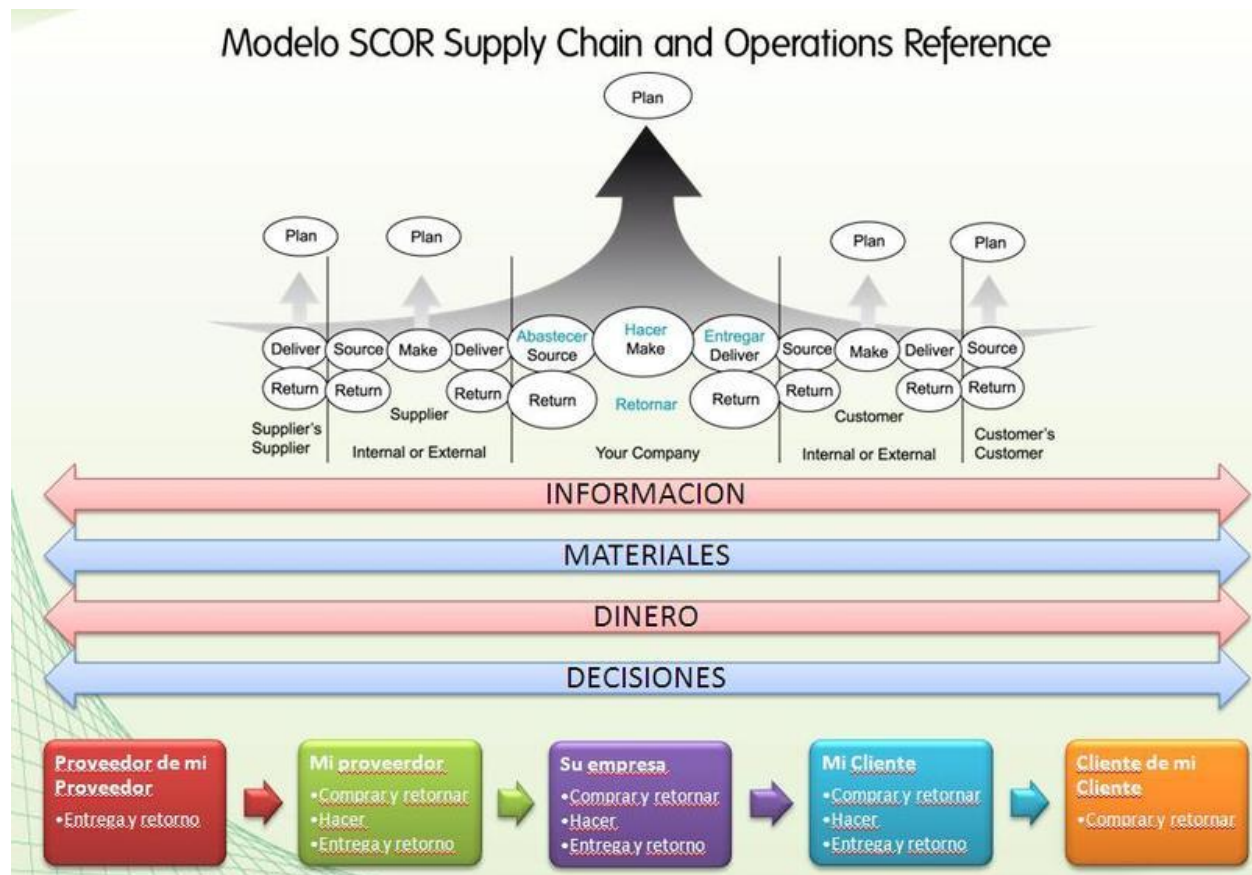 Modelo SCOR Supply Chain and Operations Reference
Plan
Plan
Plan
Plan
Plan
Deliver
Source
Make
Deliver
Abastecer
Source
Hacer
Make
Entregar
Deliver
Source
Make
Deliver
Source
Return
Return
Return
Return
Retornar
Return
Return
Return
Return
Supplier's
Supplier
Supplier
Internal or External
Your Company
Customer
Internal or External
Customer's
Customer
INFORMACION
MATERIALES
DINERO
DECISIONES
Proveedor de mi
Proveedor
•Entrega y retorno
Mi proveerdor
•Comprar y retornar
•Hacer
•Entrega y retorno
Su empresa
•Comprar y retornar
•Hacer
•Entrega y retorno
Mi Cliente
•Comprar y retornar
•Hacer
•Entrega y retorno
Cliente de mi
Cliente
•Comprar y retornar